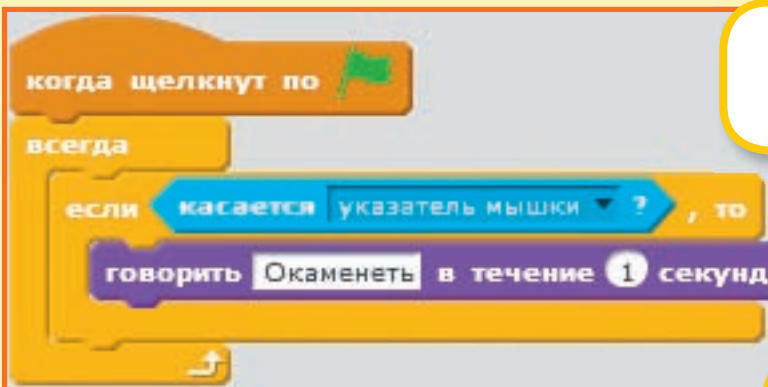 когда щелкнут по
всегда
если касается указатель мышки ? , то
говорить Окаменеть в течение 1 секунд